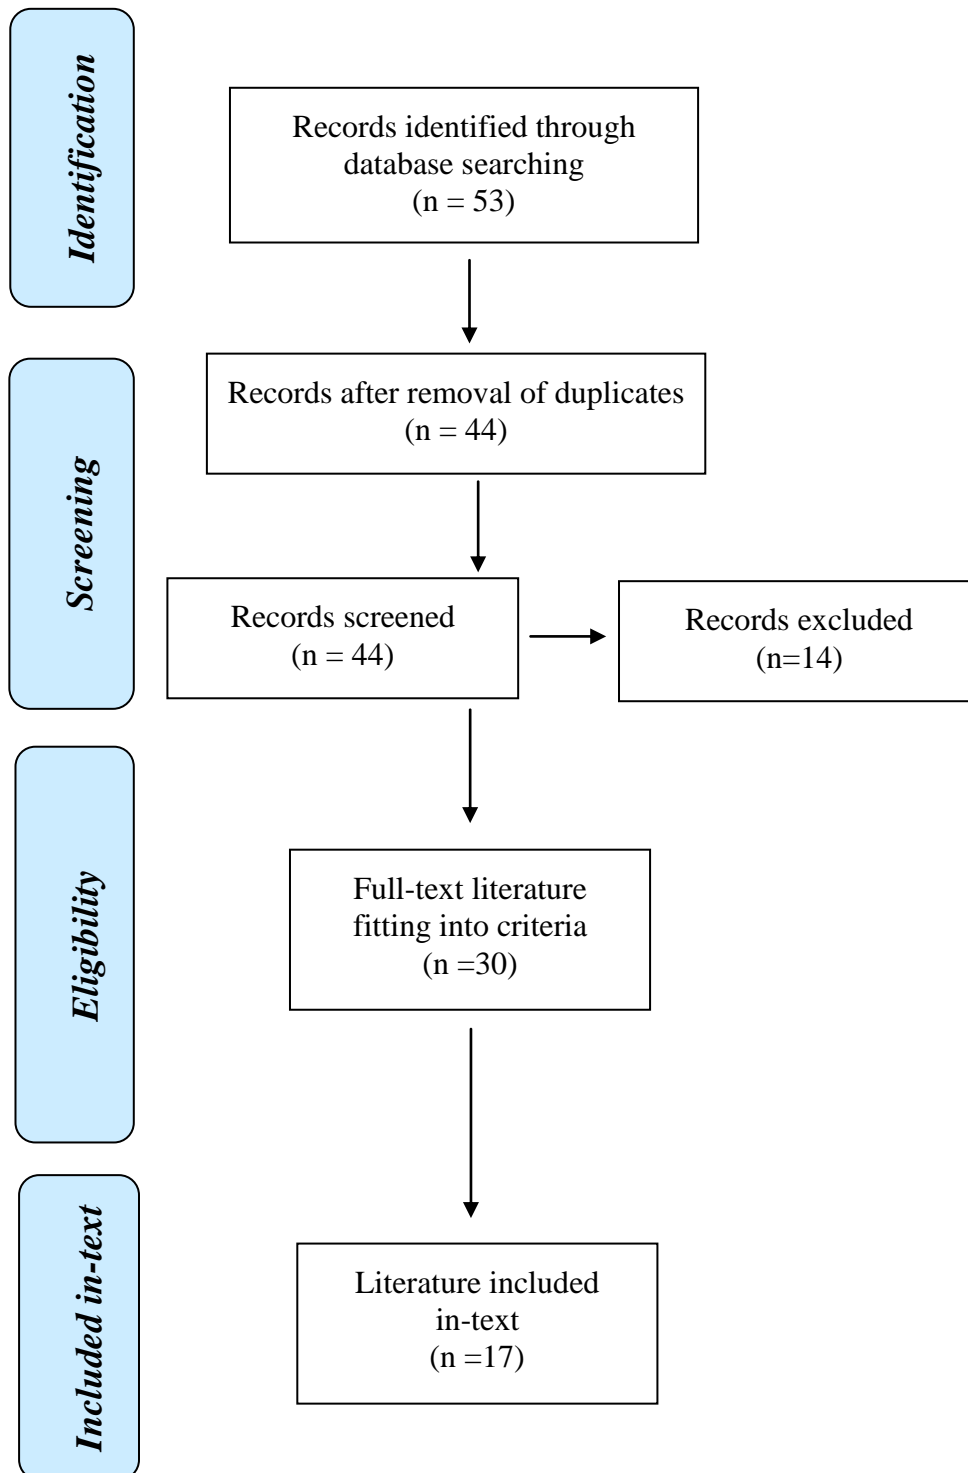 Identification
Records identified through
database searching
(n = 53)
Records after removal of duplicates
(n = 44)
Screening
Records screened
(n = 44)
Records excluded
(n=14)
Eligibility
Full-text literature
fitting into criteria
(n =30)
Included in-text
Literature included
in-text
(n =17)